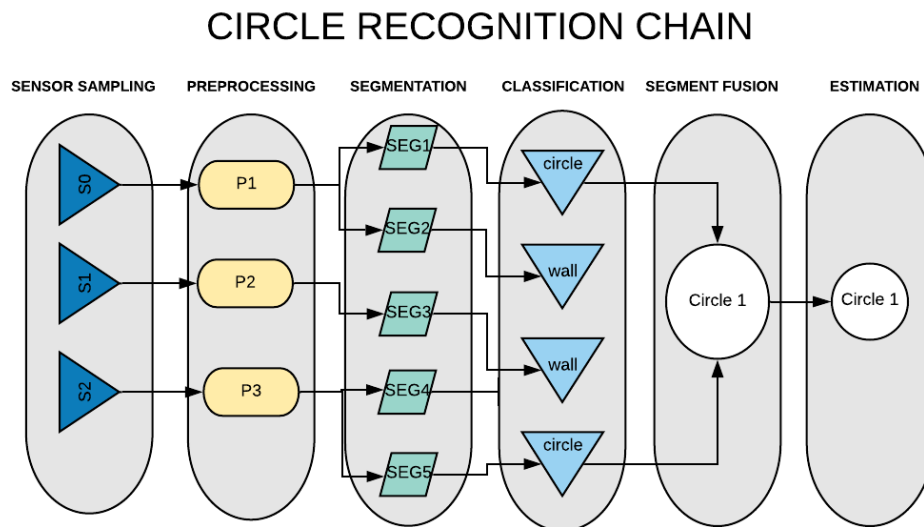 CIRCLE RECOGNITION CHAIN
SENSOR SAMPLING
PREPROCESSING
SEGMENTATION
CLASSIFICATION
SEGMENT FUSION
ESTIMATION
S0
S1
S2
P1
P2
P3
SEG1
SEG2
SEG3
SEG4
SEG5
circle
wall
wall
circle
Circle 1
Circle 1